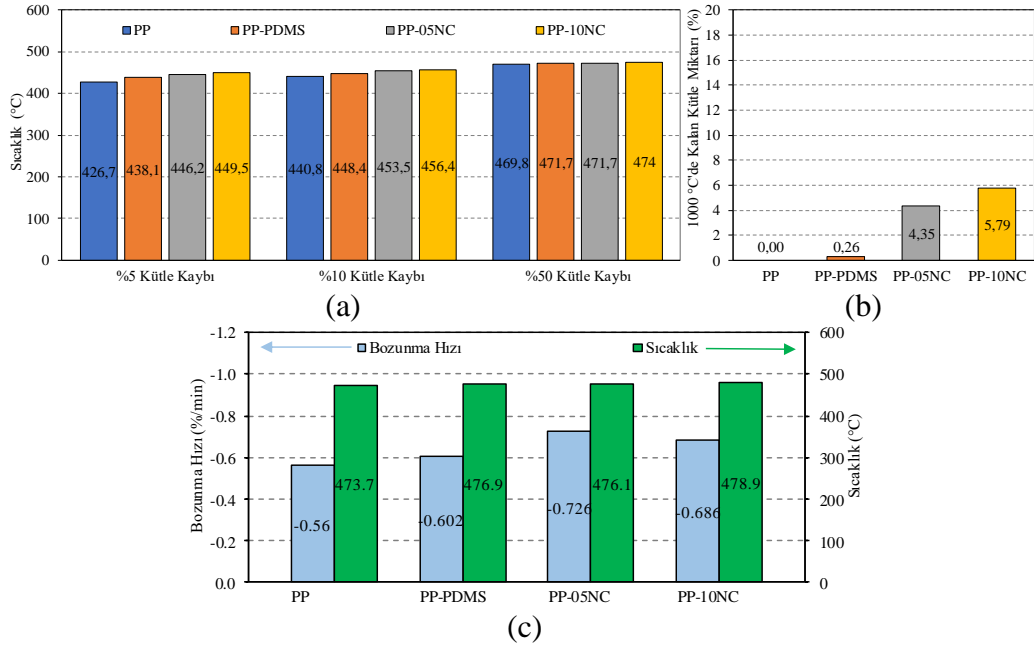 600
500
400
300
200
100
0
Sıcaklık (°C)
PP PP-PDMS PP-05NC PP-10NC
426,7 438,1 446,2 449,5
440,8 448,4 453,5 456,4
469,8 471,7 471,7 474
%5 Kütle Kaybı %10 Kütle Kaybı %50 Kütle Kaybı
(a)
20
18
16
14
12
10
8
6
4
2
0
1000 °C'de Kalan Kütle Miktarı (%)
0,00 0,26 4,35 5,79
PP PP-PDMS PP-05NC PP-10NC
(b)
-1.2
-1.0
-0.8
-0.6
-0.4
-0.2
0.0
Bozunma Hızı (%/min)
Bozunma Hızı Sıcaklık
-0.56 473.7 -0.602 476.9 -0.726 476.1 -0.686 478.9
PP PP-PDMS PP-05NC PP-10NC
600
500
400
300
200
100
0
Sıcaklık (°C)
(c)